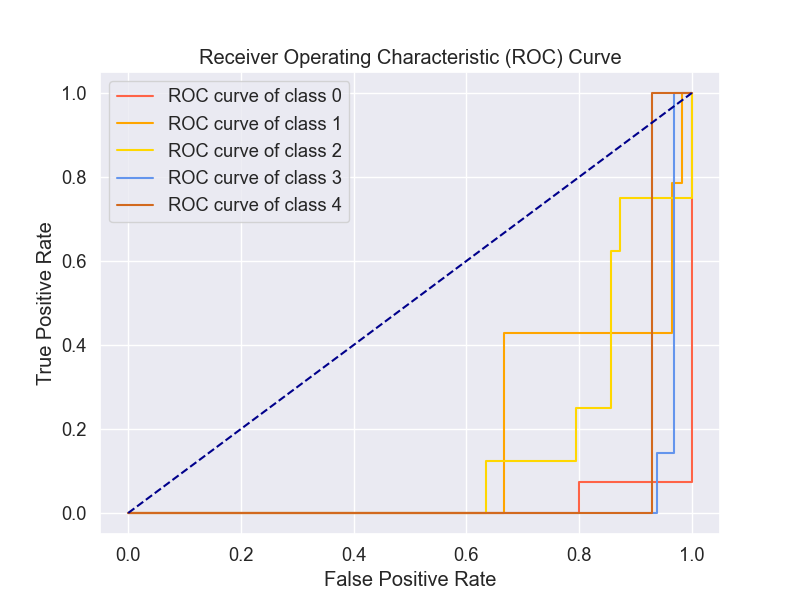 Receiver Operating Characteristic (ROC) Curve
1.0
0.8
0.6
0.4
0.2
0.0
True Positive Rate
ROC curve of class 0
ROC curve of class 1
ROC curve of class 2
ROC curve of class 3
ROC curve of class 4
0.0 0.2 0.4 0.6 0.8 1.0
False Positive Rate